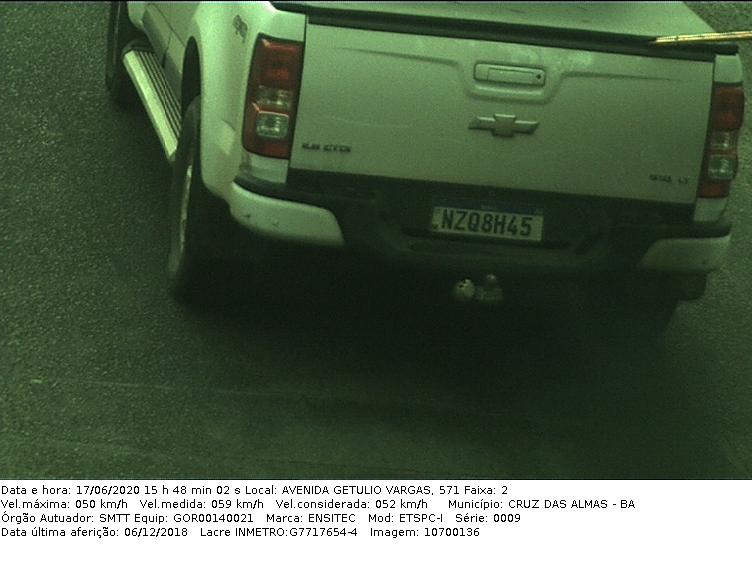 4x4
NZQ8H45
Data e hora: 17/06/2020 15 h 48 min 02 s Local: AVENIDA GETULIO VARGAS, 571 Faixa: 2
Vel.máxima: 050 km/h Vel.medida: 059 km/h Vel.considerada: 052 km/h Município: CRUZ DAS ALMAS - BA
Órgão Autuador: SMTT Equip: GOR00140021 Marca: ENSITEC Mod: ETSPC-I Série: 0009
Data última aferição: 06/12/2018 Lacre INMETRO:G7717654-4 Imagem: 10700136